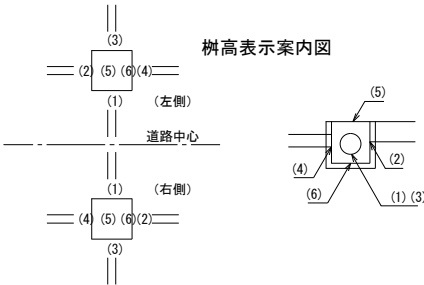 桝高表示案内図
(3)
(2) (5) (6) (4)
(1) (左側)
道路中心
(1) (右側)
(4) (5) (6) (2)
(3)
(5)
(4)
(2)
(6)
(1) (3)